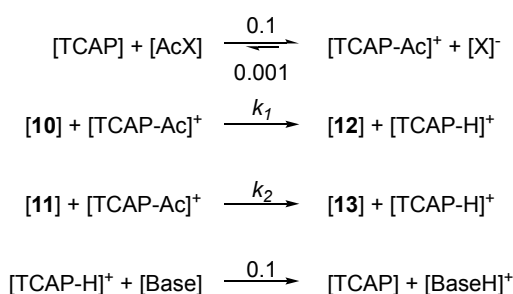 0.1
[TCAP] + [AcX] [TCAP-Ac]⁺ + [X]⁻
0.001
k₁
[10] + [TCAP-Ac]⁺ [12] + [TCAP-H]⁺
k₂
[11] + [TCAP-Ac]⁺ [13] + [TCAP-H]⁺
0.1
[TCAP-H]⁺ + [Base] [TCAP] + [BaseH]⁺